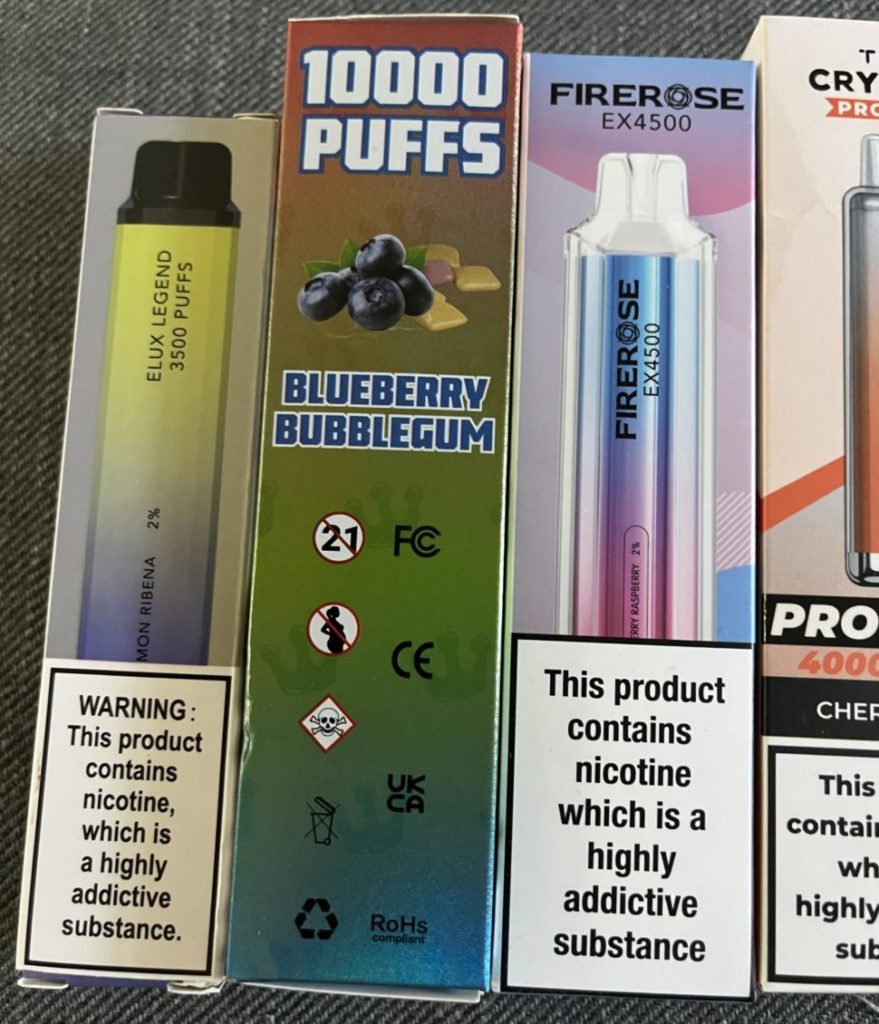 ELUX LEGEND
3500 PUFFS
MON RIBENA 2%
WARNING:
This product
contains
nicotine,
which is
a highly
addictive
substance.
10000
PUFFS
BLUEBERRY
BUBBLEGUM
21
FC
CE
UK
CA
RoHs
compliant
FIREROSE
EX4500
FIREROSE
EX4500
ERRY RASPBERRY 2%
This product
contains
nicotine
which is a
highly
addictive
substance
T
CRY
PRO
PRO
4000
CHER
This
contain
wh
highly
sub